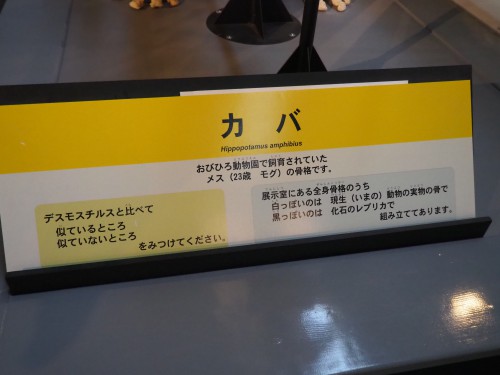 カバ
Hippopotamus amphibius
おびひろ動物園で飼育されていた
メス（23歳　モグ）の骨格です。
デスモスチルスと比べて
似ているところ
似ていないところ
をみつけてください。
展示室にある全身骨格のうち
白っぽいのは　現生（いまの）動物の実物の骨で
黒っぽいのは　化石のレプリカで
組み立ててあります。